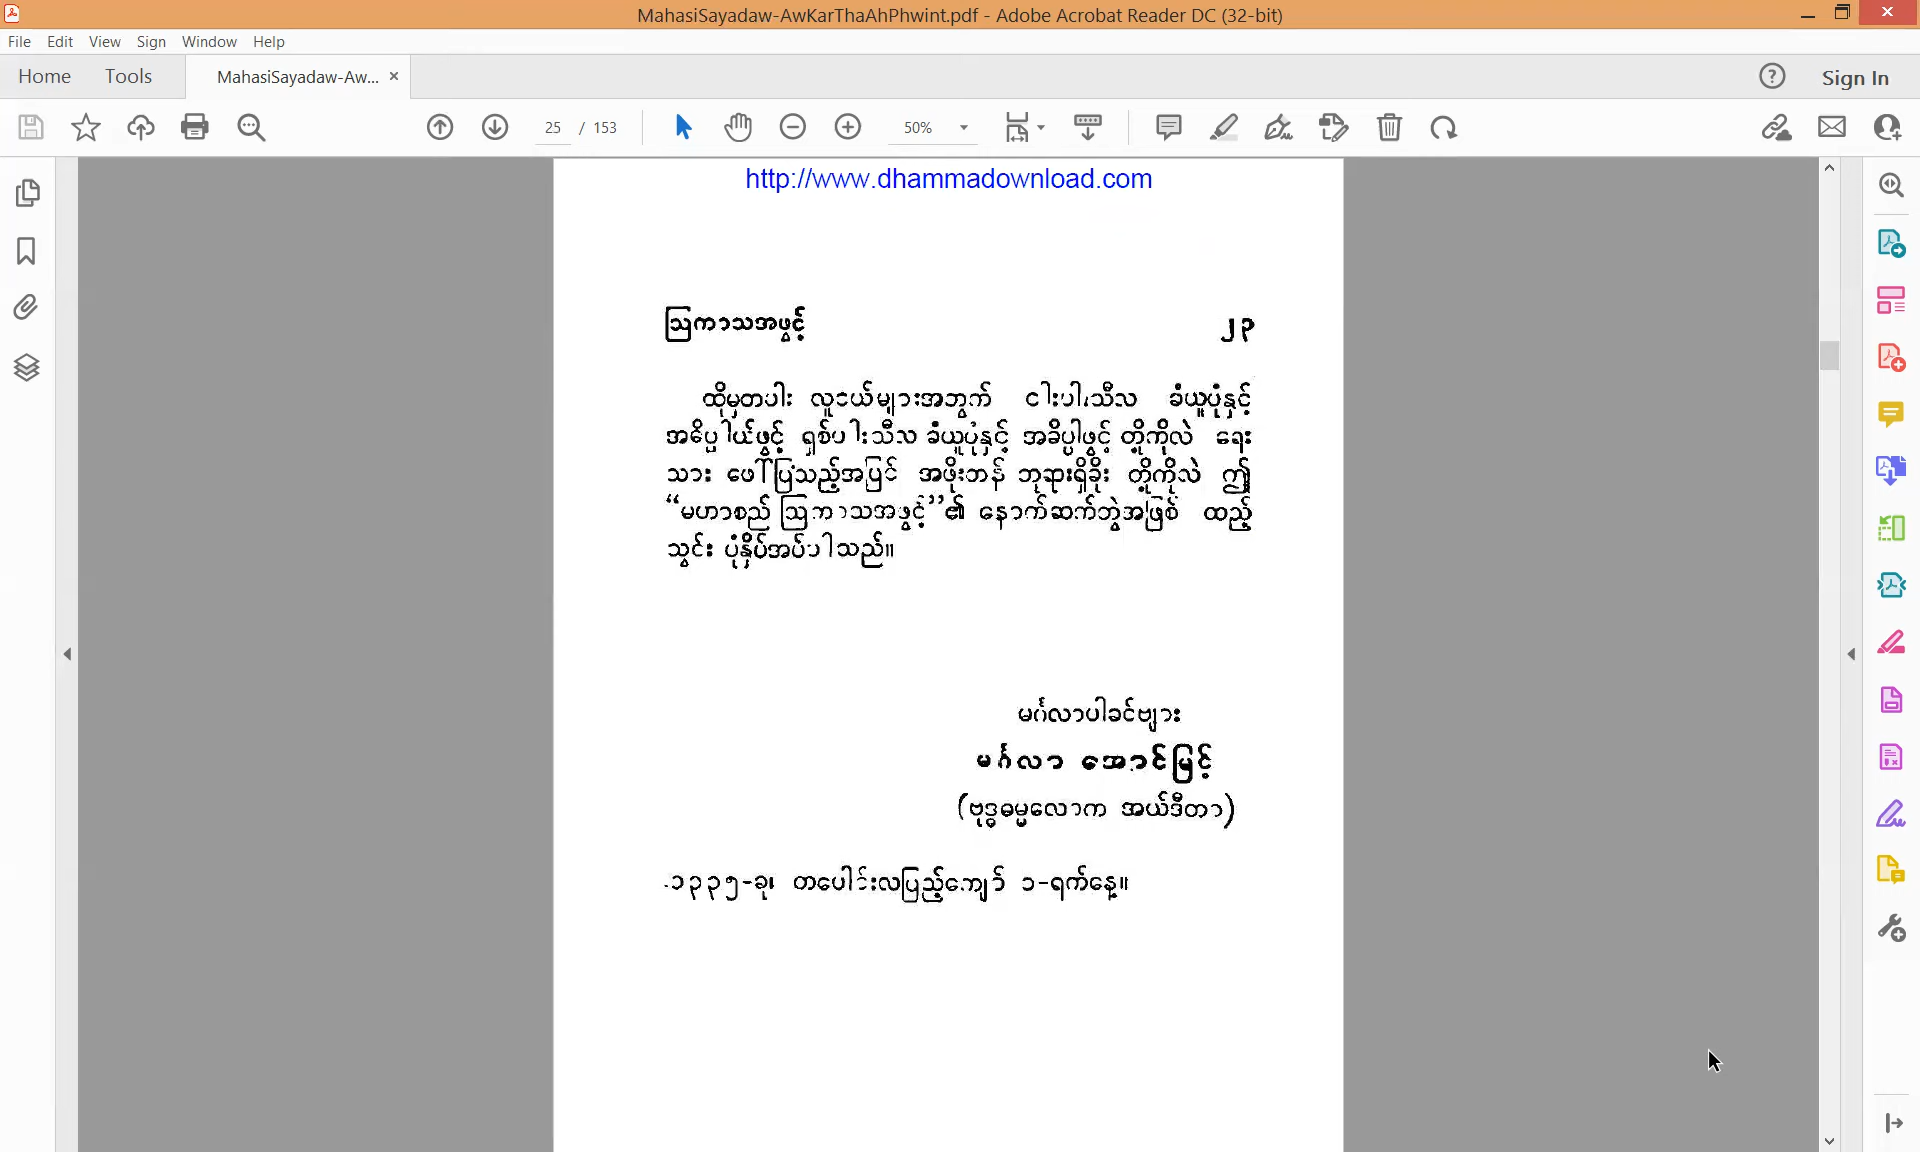 MahasiSayadaw-AwKarThaAhPhwint.pdf - Adobe Acrobat Reader DC (32-bit)
File Edit View Sign Window Help
Home Tools MahasiSayadaw-Aw... × Sign In
25 / 153 50%
http://www.dhammadownload.com
ဩကာသအဖွင့် ၂၃
ထိုမှတပါး လူငယ်များအတွက် ငါးပါးသီလ ခံယူပုံနှင့်
အဓိပ္ပါယ်ဖွင့် ရှစ်ပါးသီလ ခံယူပုံနှင့် အဓိပ္ပါဖွင့် တို့ကိုလဲ ရေး
သား ဖေါ်ပြသည့်အပြင် အဖိုးတန် ဘုရားရှိခိုး တို့ကိုလဲ ဤ
“မဟာစည် ဩကာသအဖွင့်”၏ နောက်ဆက်တွဲအဖြစ် ထည့်
သွင်း ပုံနှိပ်အပ်ပါသည်။
မင်္ဂလာပါခင်ဗျား
မင်္ဂလာ အောင်မြင့်
(ဗုဒ္ဓဓမ္မလောက အယ်ဒီတာ)
၁၃၃၅-ခု၊ တပေါင်းလပြည့်ကျော် ၁-ရက်နေ့။